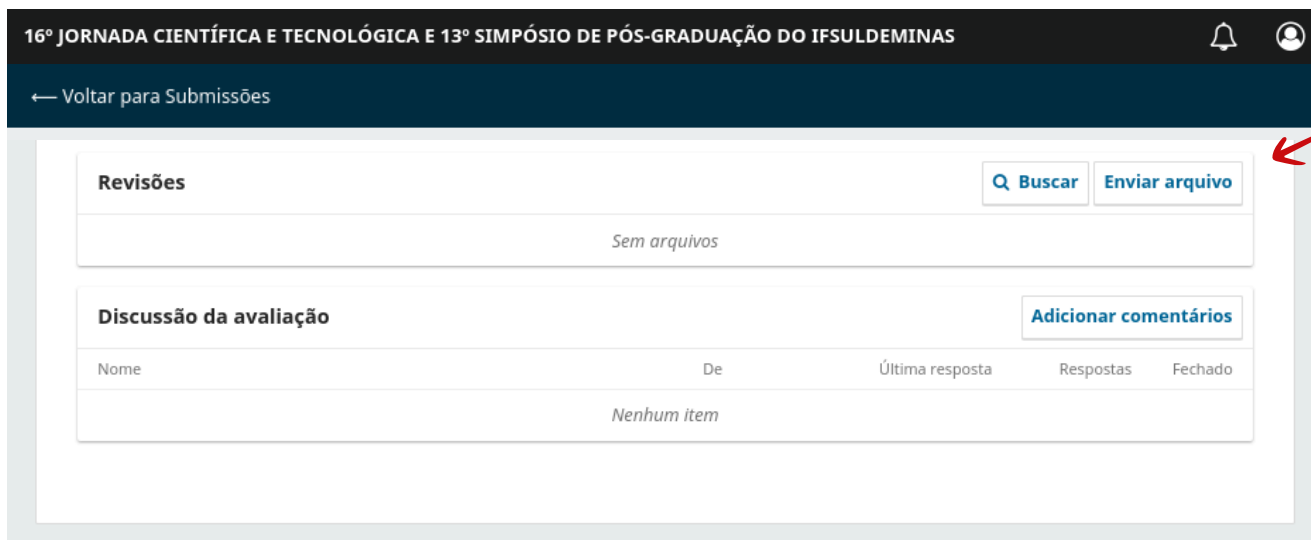 16º JORNADA CIENTÍFICA E TECNOLÓGICA E 13º SIMPÓSIO DE PÓS-GRADUAÇÃO DO IFSULDEMINAS
← Voltar para Submissões
Revisões Buscar Enviar arquivo
Sem arquivos
Discussão da avaliação Adicionar comentários
Nome De Última resposta Respostas Fechado
Nenhum item